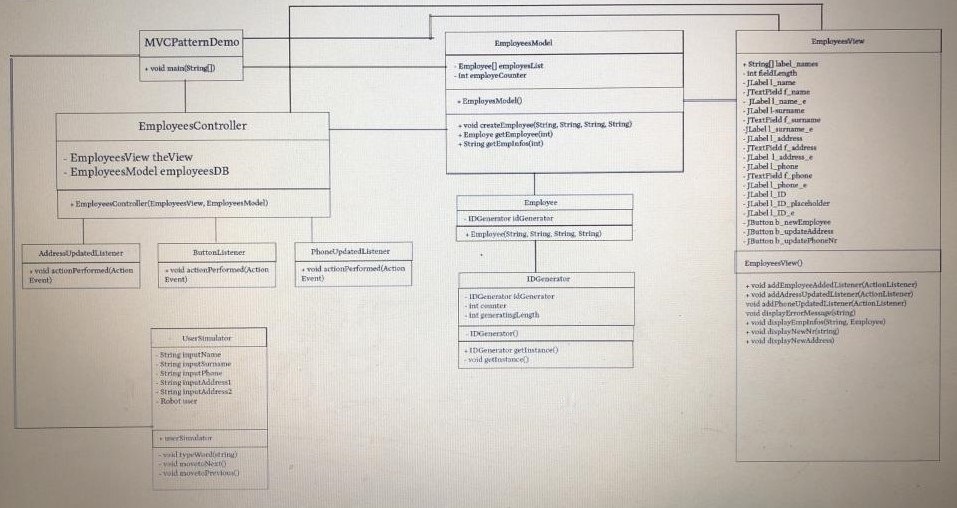 MVCPatternDemo
+ void main(String[])
EmployeesModel
- Employee[] employesList
- int employeCounter
+ EmployesModel()
+ void createEmployee(String, String, String, String)
+ Employe getEmployee(int)
+ String getEmpInfos(int)
EmployeesView
+ String[] label_names
- int fieldLength
- JLabel l_name
- JTextField f_name
- JLabel l_name_e
- JLabel l-surname
- JTextField f_surname
-JLabel l_surname_e
- JLabel l_address
- JTextField f_address
- JLabel l_address_e
- JLabel l_phone
- JTextField f_phone
- JLabel l_phone_e
- JLabel l_ID
- JLabel l_ID_placeholder
- JLabel l_ID_e
- JButton b_newEmployee
- JButton b_updateAddress
- JButton b_updatePhoneNr
EmployeesView()
+ void addEmployeeAddedListener(ActionListener)
+ void addAdressUpdatedListener(ActionListener)
void addPhoneUpdatedListener(ActionListener)
void displayErrorMessage(string)
+ void displayEmpInfos(String, Employee)
+ void displayNewNr(string)
+ void displayNewAddress)
EmployeesController
- EmployeesView theView
- EmployeesModel employeesDB
+ EmployeesController(EmployeesView, EmployeesModel)
AddressUpdatedListener
+ void actionPerformed(Action
Event)
ButtonListener
+ void actionPerformed(Action
Event)
PhoneUpdatedListener
+ void actionPerformed(Action
Event)
Employee
- IDGenerator idGenerator
+ Employee(String, String, String, String)
IDGenerator
- IDGenerator idGenerator
- int counter
- int generatingLength
- IDGenerator()
+ IDGenerator getInstance()
- void getInstance()
- UserSimulator
- String inputName
- String inputSurname
- String inputPhone
- String inputAddress1
- String inputAddress2
- Robot user
+ userSimulator
- void typeWord(string)
- void movetoNext()
- void movetoPrevious()